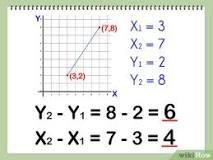 Y
(7,8)
(3,2)
X
X₁ = 3
X₂ = 7
Y₁ = 2
Y₂ = 8
Y₂ - Y₁ = 8 - 2 = 6
X₂ - X₁ = 7 - 3 = 4
wikiHow